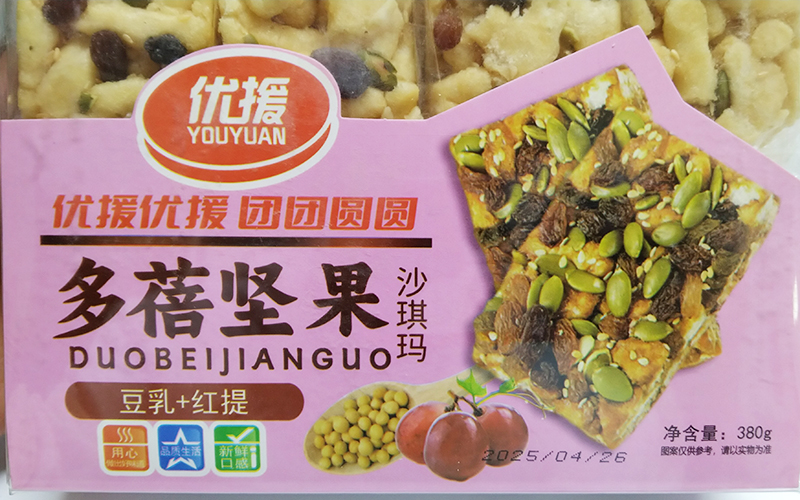 优援
YOUYUAN
优援优援 团团圆圆
多蓓坚果
沙琪玛
DUOBEIJIANGUO
豆乳+红提
用心
品质生活
新鲜
口感
2025/04/26
净含量：380g
图案仅供参考，请以实物为准